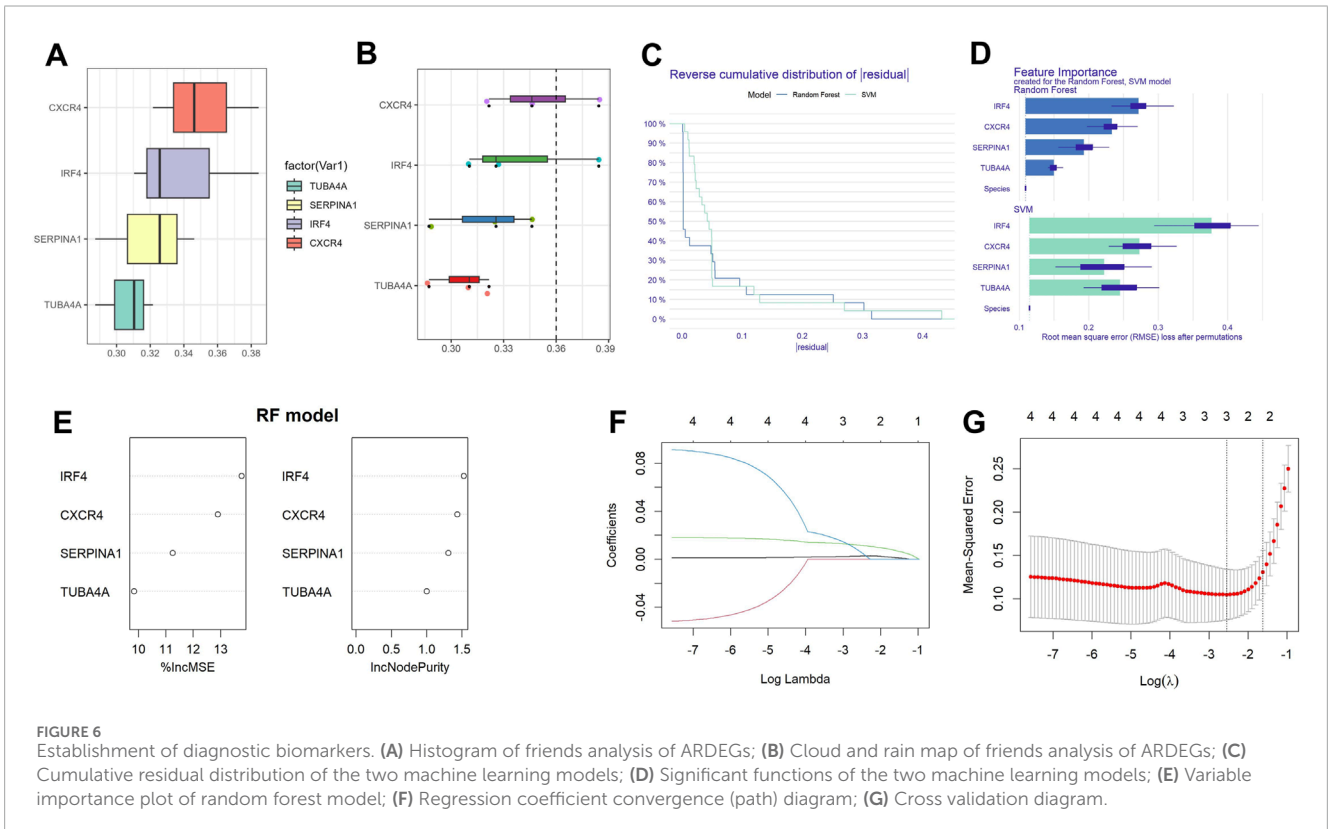 A
CXCR4
IRF4
SERPINA1
TUBA4A
0.30 0.32 0.34 0.36 0.38
factor(Var1)
TUBA4A
SERPINA1
IRF4
CXCR4
B
CXCR4
IRF4
SERPINA1
TUBA4A
0.30 0.33 0.36 0.39
C
Reverse cumulative distribution of |residual|
Model Random Forest SVM
100 %
90 %
80 %
70 %
60 %
50 %
40 %
30 %
20 %
10 %
0 %
0.0 0.1 0.2 0.3 0.4
|residual|
D
Feature Importance
created for the Random Forest, SVM model
Random Forest
IRF4
CXCR4
SERPINA1
TUBA4A
Species
SVM
IRF4
CXCR4
SERPINA1
TUBA4A
Species
0.1 0.2 0.3 0.4
Root mean square error (RMSE) loss after permutations
E
RF model
IRF4
CXCR4
SERPINA1
TUBA4A
10 11 12 13
%IncMSE
IRF4
CXCR4
SERPINA1
TUBA4A
0.0 0.5 1.0 1.5
IncNodePurity
F
4 4 4 4 3 2 1
0.08
0.04
0.00
-0.04
Coefficients
-7 -6 -5 -4 -3 -2 -1
Log Lambda
G
4 4 4 4 4 4 4 3 3 3 2 2
0.25
0.20
0.15
0.10
Mean-Squared Error
-7 -6 -5 -4 -3 -2 -1
Log(λ)
FIGURE 6
Establishment of diagnostic biomarkers. (A) Histogram of friends analysis of ARDEGs; (B) Cloud and rain map of friends analysis of ARDEGs; (C)
Cumulative residual distribution of the two machine learning models; (D) Significant functions of the two machine learning models; (E) Variable
importance plot of random forest model; (F) Regression coefficient convergence (path) diagram; (G) Cross validation diagram.